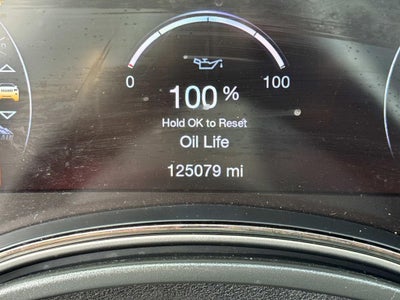 0
100
100 %
Hold OK to Reset
Oil Life
125079 mi